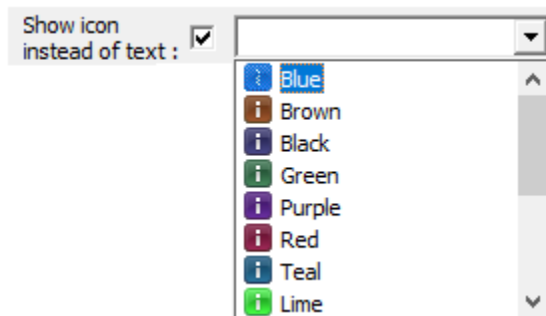 Show icon
instead of text :
Blue
Brown
Black
Green
Purple
Red
Teal
Lime